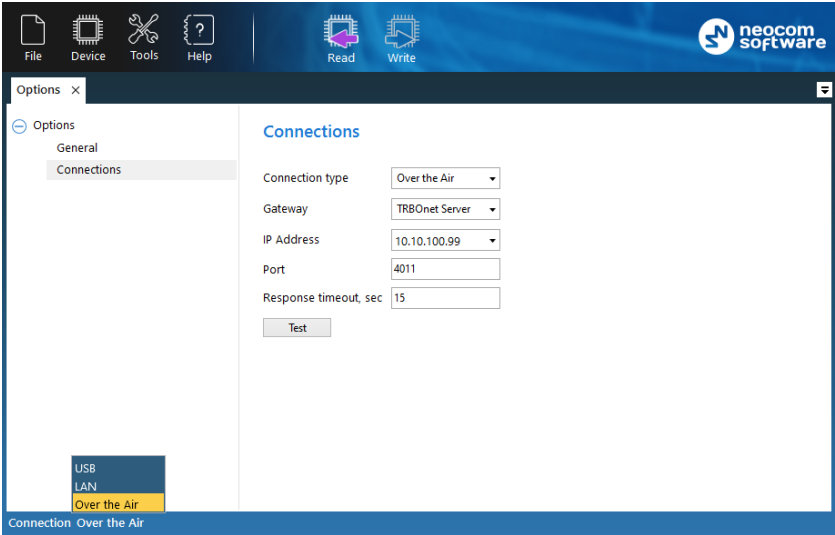 File Device Tools Help Read Write
neocom
software
Options ×
Options
General
Connections
Connections
Connection type Over the Air
Gateway TRBOnet Server
IP Address 10.10.100.99
Port 4011
Response timeout, sec 15
Test
USB
LAN
Over the Air
Connection Over the Air